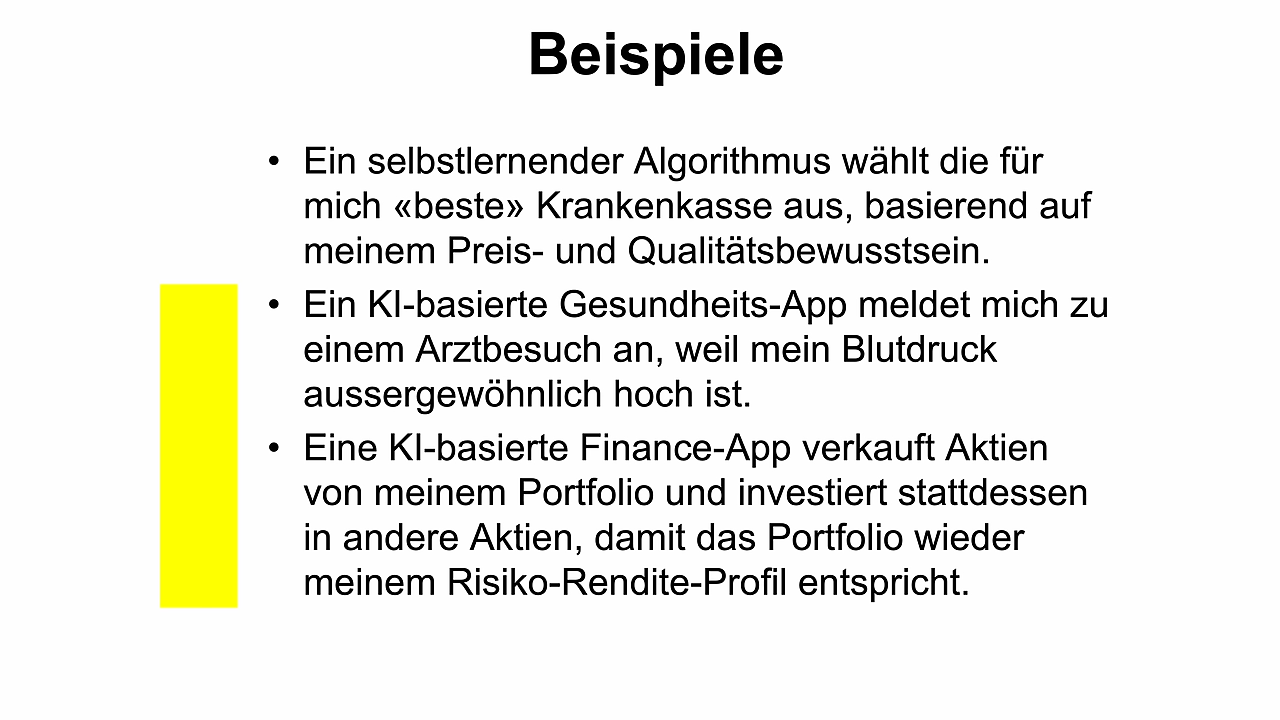 Beispiele
• Ein selbstlernender Algorithmus wählt die für
mich «beste» Krankenkasse aus, basierend auf
meinem Preis- und Qualitätsbewusstsein.
• Ein KI-basierte Gesundheits-App meldet mich zu
einem Arztbesuch an, weil mein Blutdruck
aussergewöhnlich hoch ist.
• Eine KI-basierte Finance-App verkauft Aktien
von meinem Portfolio und investiert stattdessen
in andere Aktien, damit das Portfolio wieder
meinem Risiko-Rendite-Profil entspricht.